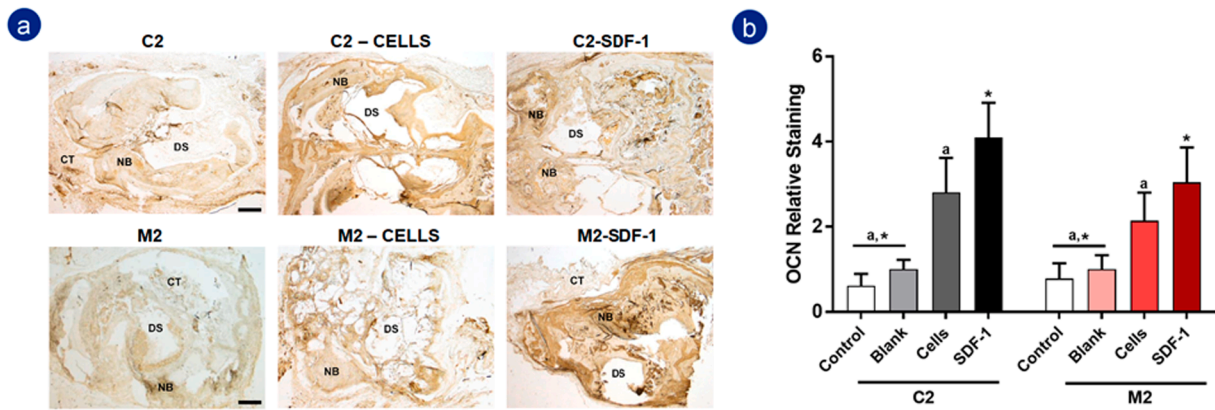 a
C2
C2 – CELLS
C2-SDF-1
CT
NB
DS
NB
DS
NB
DS
NB
M2
M2 – CELLS
M2-SDF-1
CT
DS
NB
DS
NB
CT
NB
DS
b
OCN Relative Staining
6
4
2
0
a,*
a
*
a,*
a
*
Control
Blank
Cells
SDF-1
Control
Blank
Cells
SDF-1
C2
M2